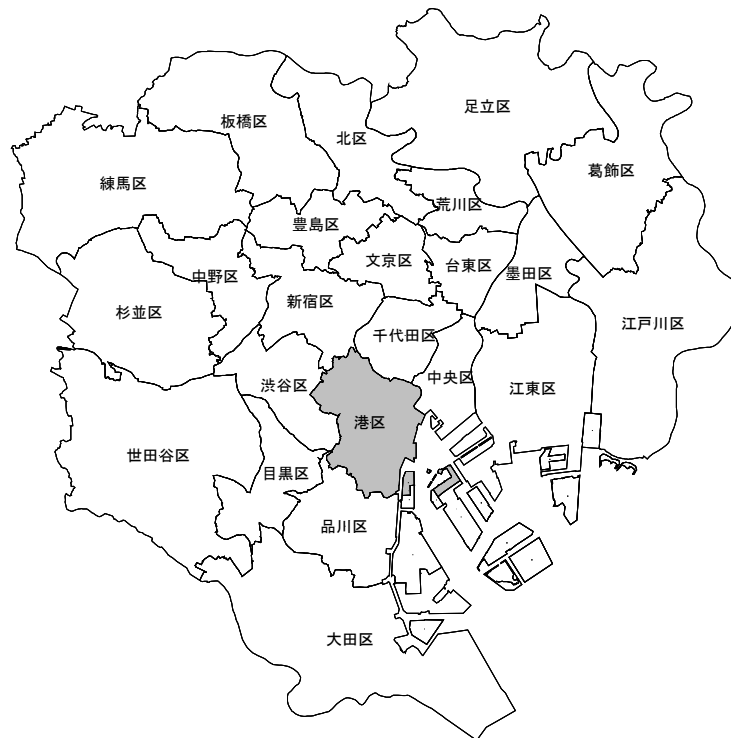 足立区
板橋区
北区
葛飾区
練馬区
荒川区
豊島区
文京区
台東区
墨田区
中野区
新宿区
杉並区
江戸川区
千代田区
中央区
渋谷区
江東区
港区
世田谷区
目黒区
品川区
大田区